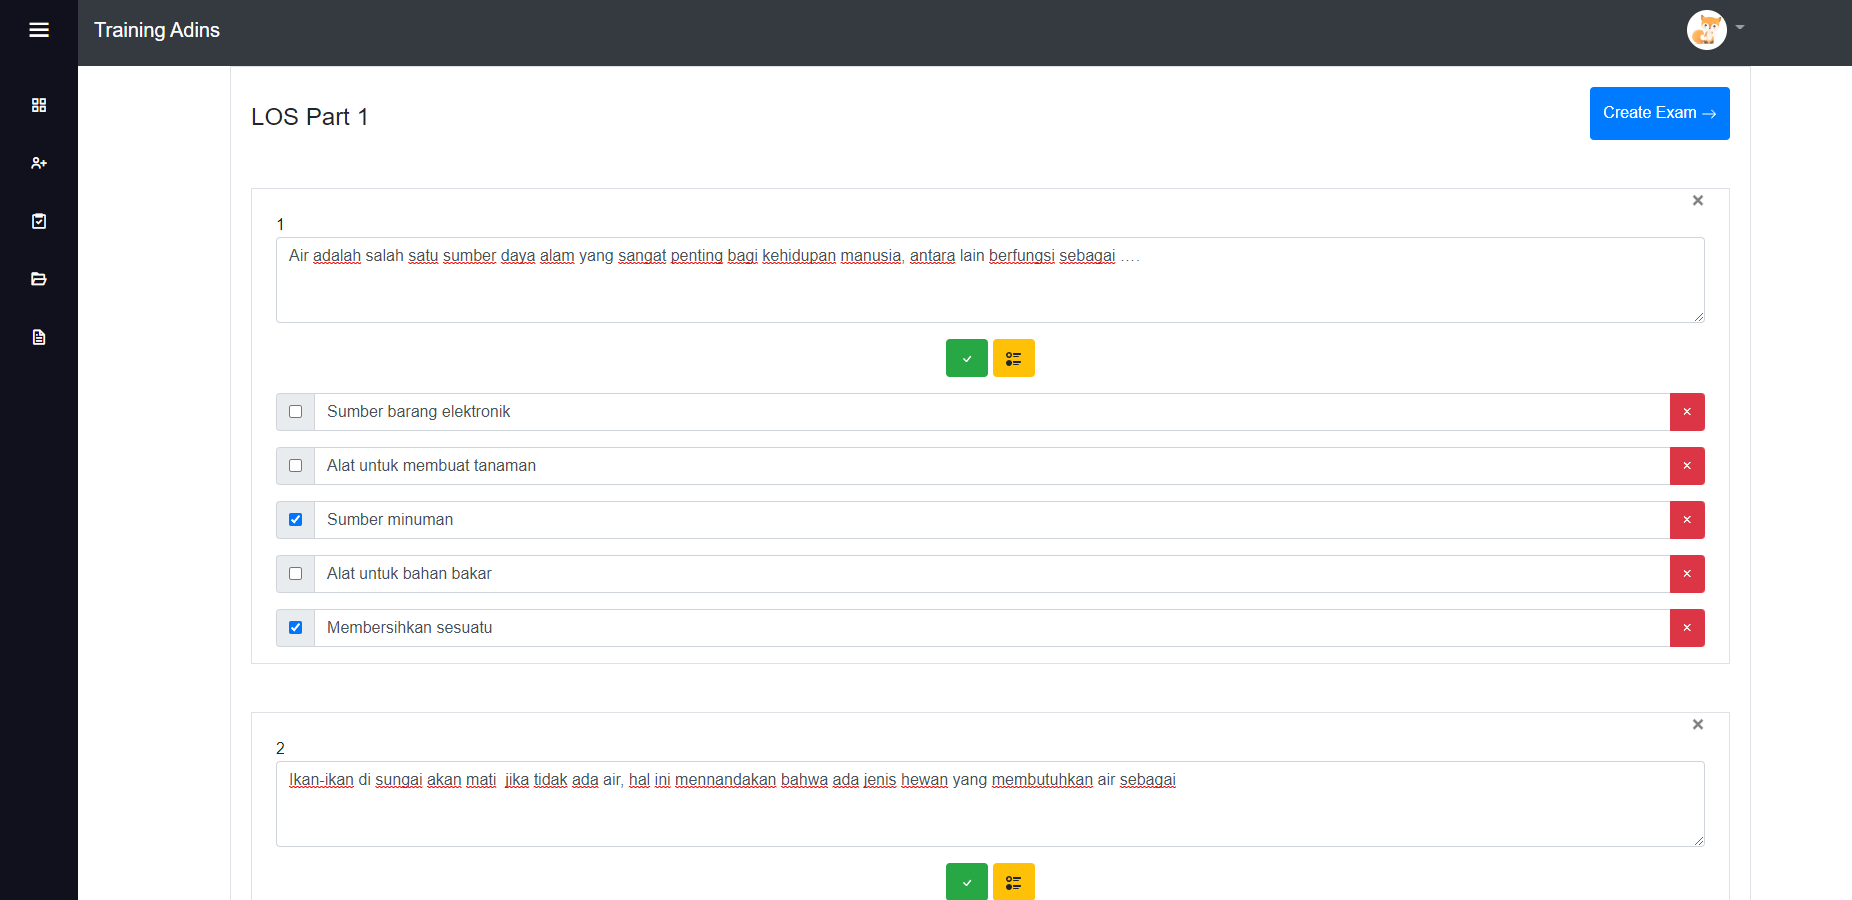 Training Adins
LOS Part 1
Create Exam →
1
Air adalah salah satu sumber daya alam yang sangat penting bagi kehidupan manusia, antara lain berfungsi sebagai ....
Sumber barang elektronik
Alat untuk membuat tanaman
Sumber minuman
Alat untuk bahan bakar
Membersihkan sesuatu
2
Ikan-ikan di sungai akan mati  jika tidak ada air, hal ini mennandakan bahwa ada jenis hewan yang membutuhkan air sebagai